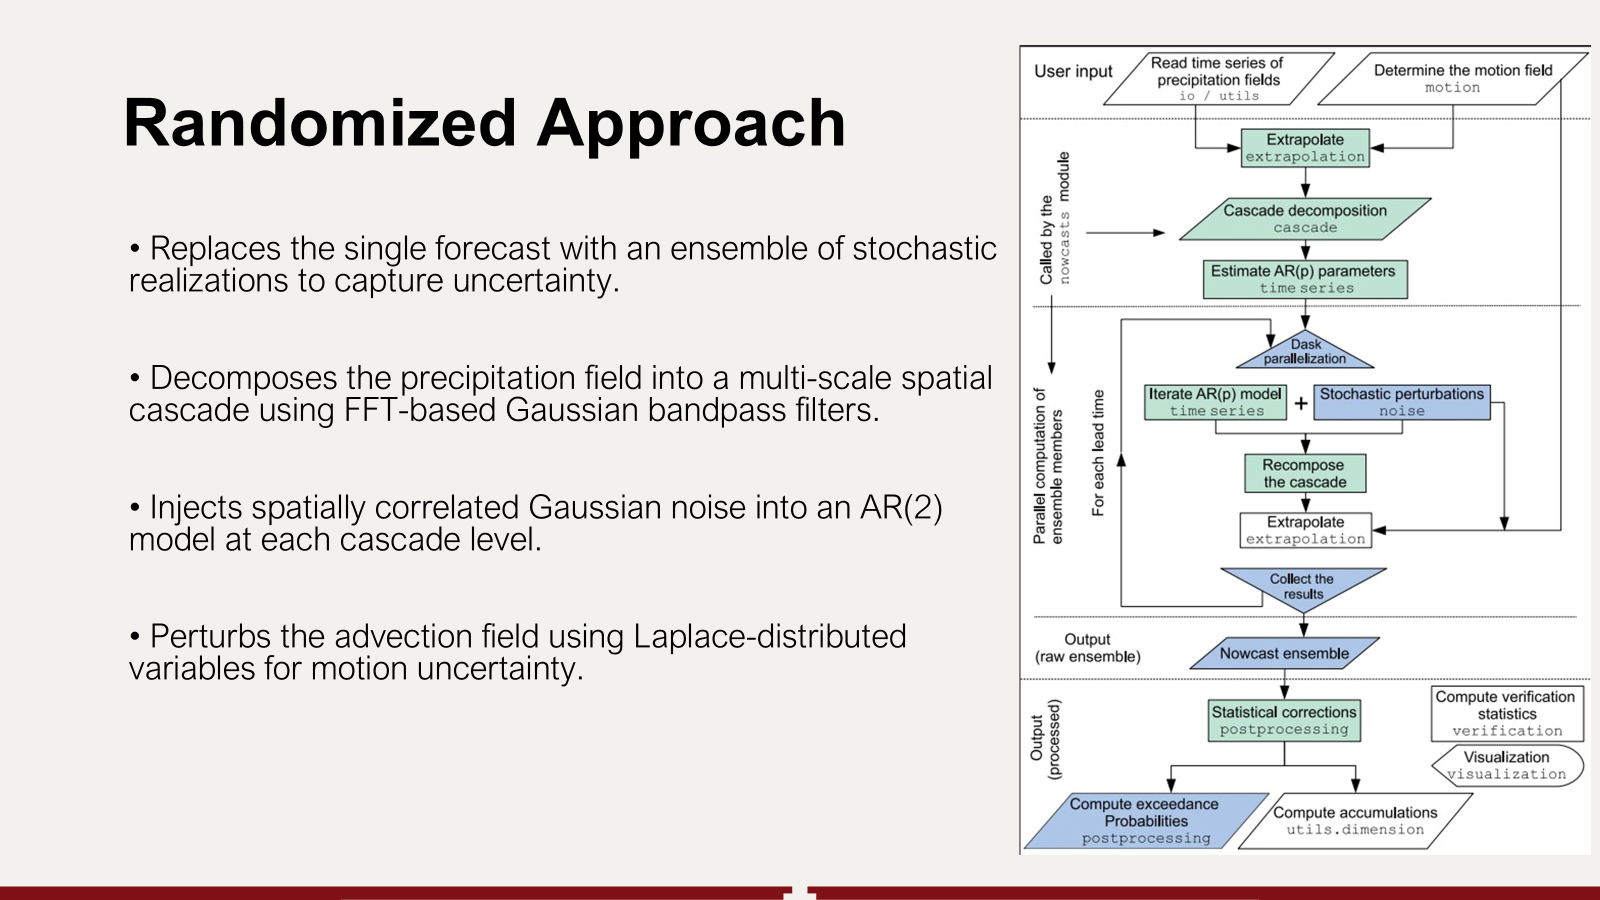 Randomized Approach
• Replaces the single forecast with an ensemble of stochastic
realizations to capture uncertainty.
• Decomposes the precipitation field into a multi-scale spatial
cascade using FFT-based Gaussian bandpass filters.
• Injects spatially correlated Gaussian noise into an AR(2)
model at each cascade level.
• Perturbs the advection field using Laplace-distributed
variables for motion uncertainty.
User input
Read time series of
precipitation fields
io / utils
Determine the motion field
motion
Called by the
nowcasts module
Extrapolate
extrapolation
Cascade decomposition
cascade
Estimate AR(p) parameters
time series
Parallel computation of
ensemble members
For each lead time
Dask
parallelization
Iterate AR(p) model
time series
+
Stochastic perturbations
noise
Recompose
the cascade
Extrapolate
extrapolation
Collect the
results
Output
(raw ensemble)
Nowcast ensemble
Output
(processed)
Statistical corrections
postprocessing
Compute verification
statistics
verification
Visualization
visualization
Compute exceedance
Probabilities
postprocessing
Compute accumulations
utils.dimension